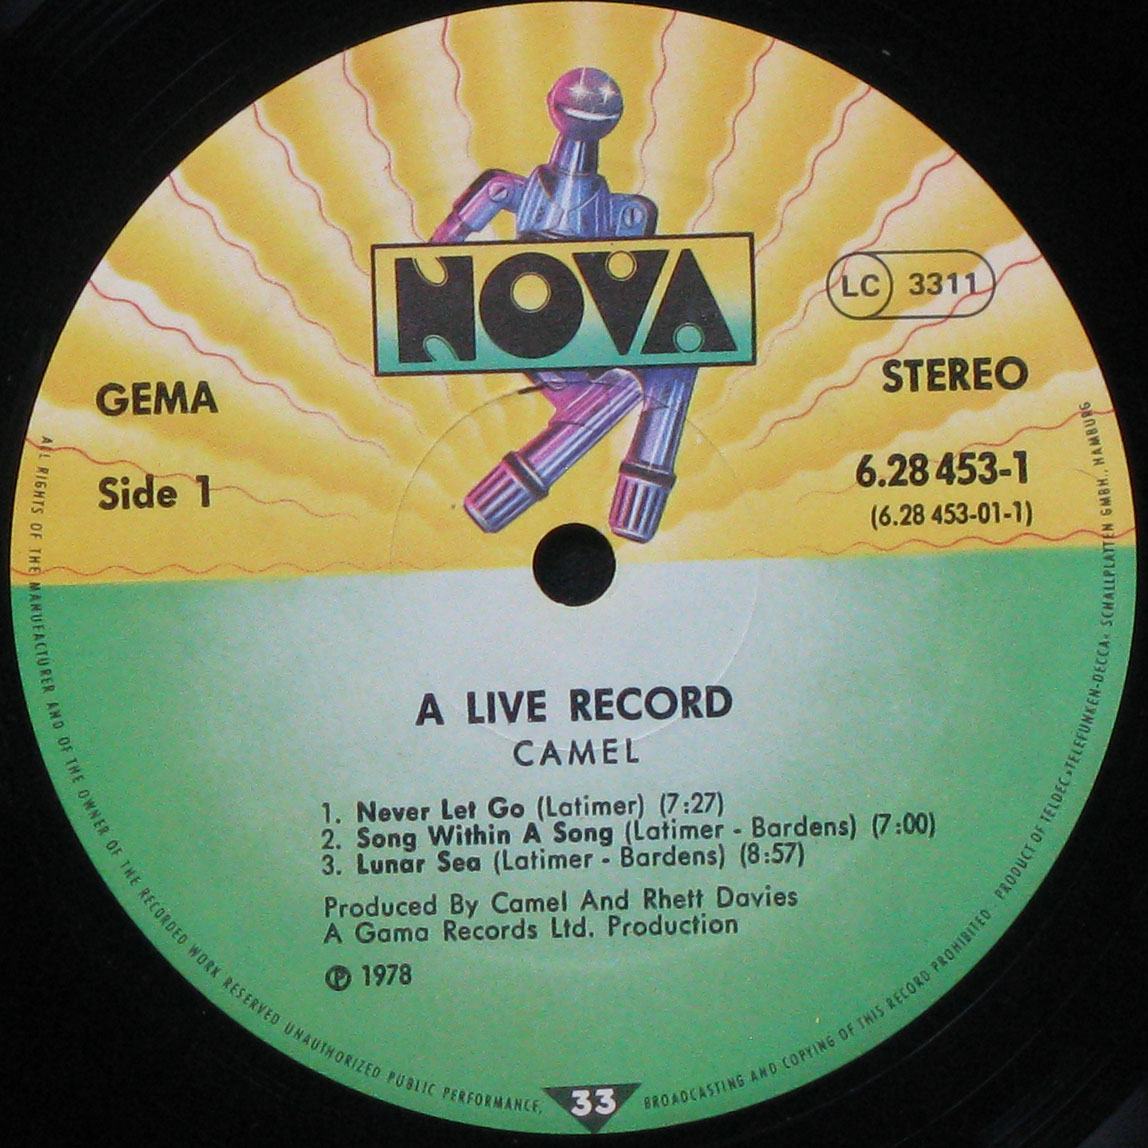 NOVA
LC 3311
GEMA
STEREO
Side 1
6.28 453-1
(6.28 453-01-1)
A LIVE RECORD
CAMEL
1. Never Let Go (Latimer) (7:27)
2. Song Within A Song (Latimer - Bardens) (7:00)
3. Lunar Sea (Latimer - Bardens) (8:57)
Produced By Camel And Rhett Davies
A Gama Records Ltd. Production
℗ 1978
33
ALL RIGHTS OF THE MANUFACTURER AND OF THE OWNER OF THE RECORDED WORK RESERVED UNAUTHORIZED PUBLIC PERFORMANCE, BROADCASTING AND COPYING OF THIS RECORD PROHIBITED · PRODUCT OF TELDEC »TELEFUNKEN-DECCA« SCHALLPLATTEN GMBH., HAMBURG